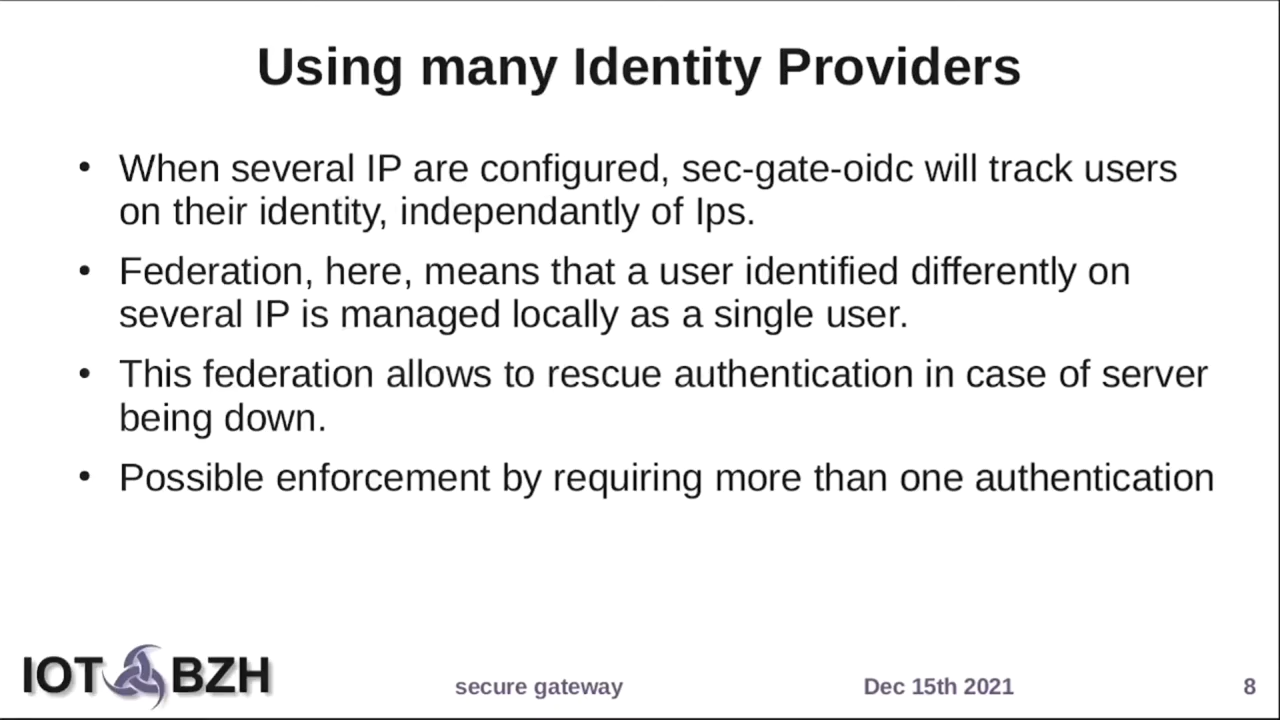 Using many Identity Providers
• When several IP are configured, sec-gate-oidc will track users
on their identity, independantly of Ips.
• Federation, here, means that a user identified differently on
several IP is managed locally as a single user.
• This federation allows to rescue authentication in case of server
being down.
• Possible enforcement by requiring more than one authentication
IOT BZH
secure gateway
Dec 15th 2021
8